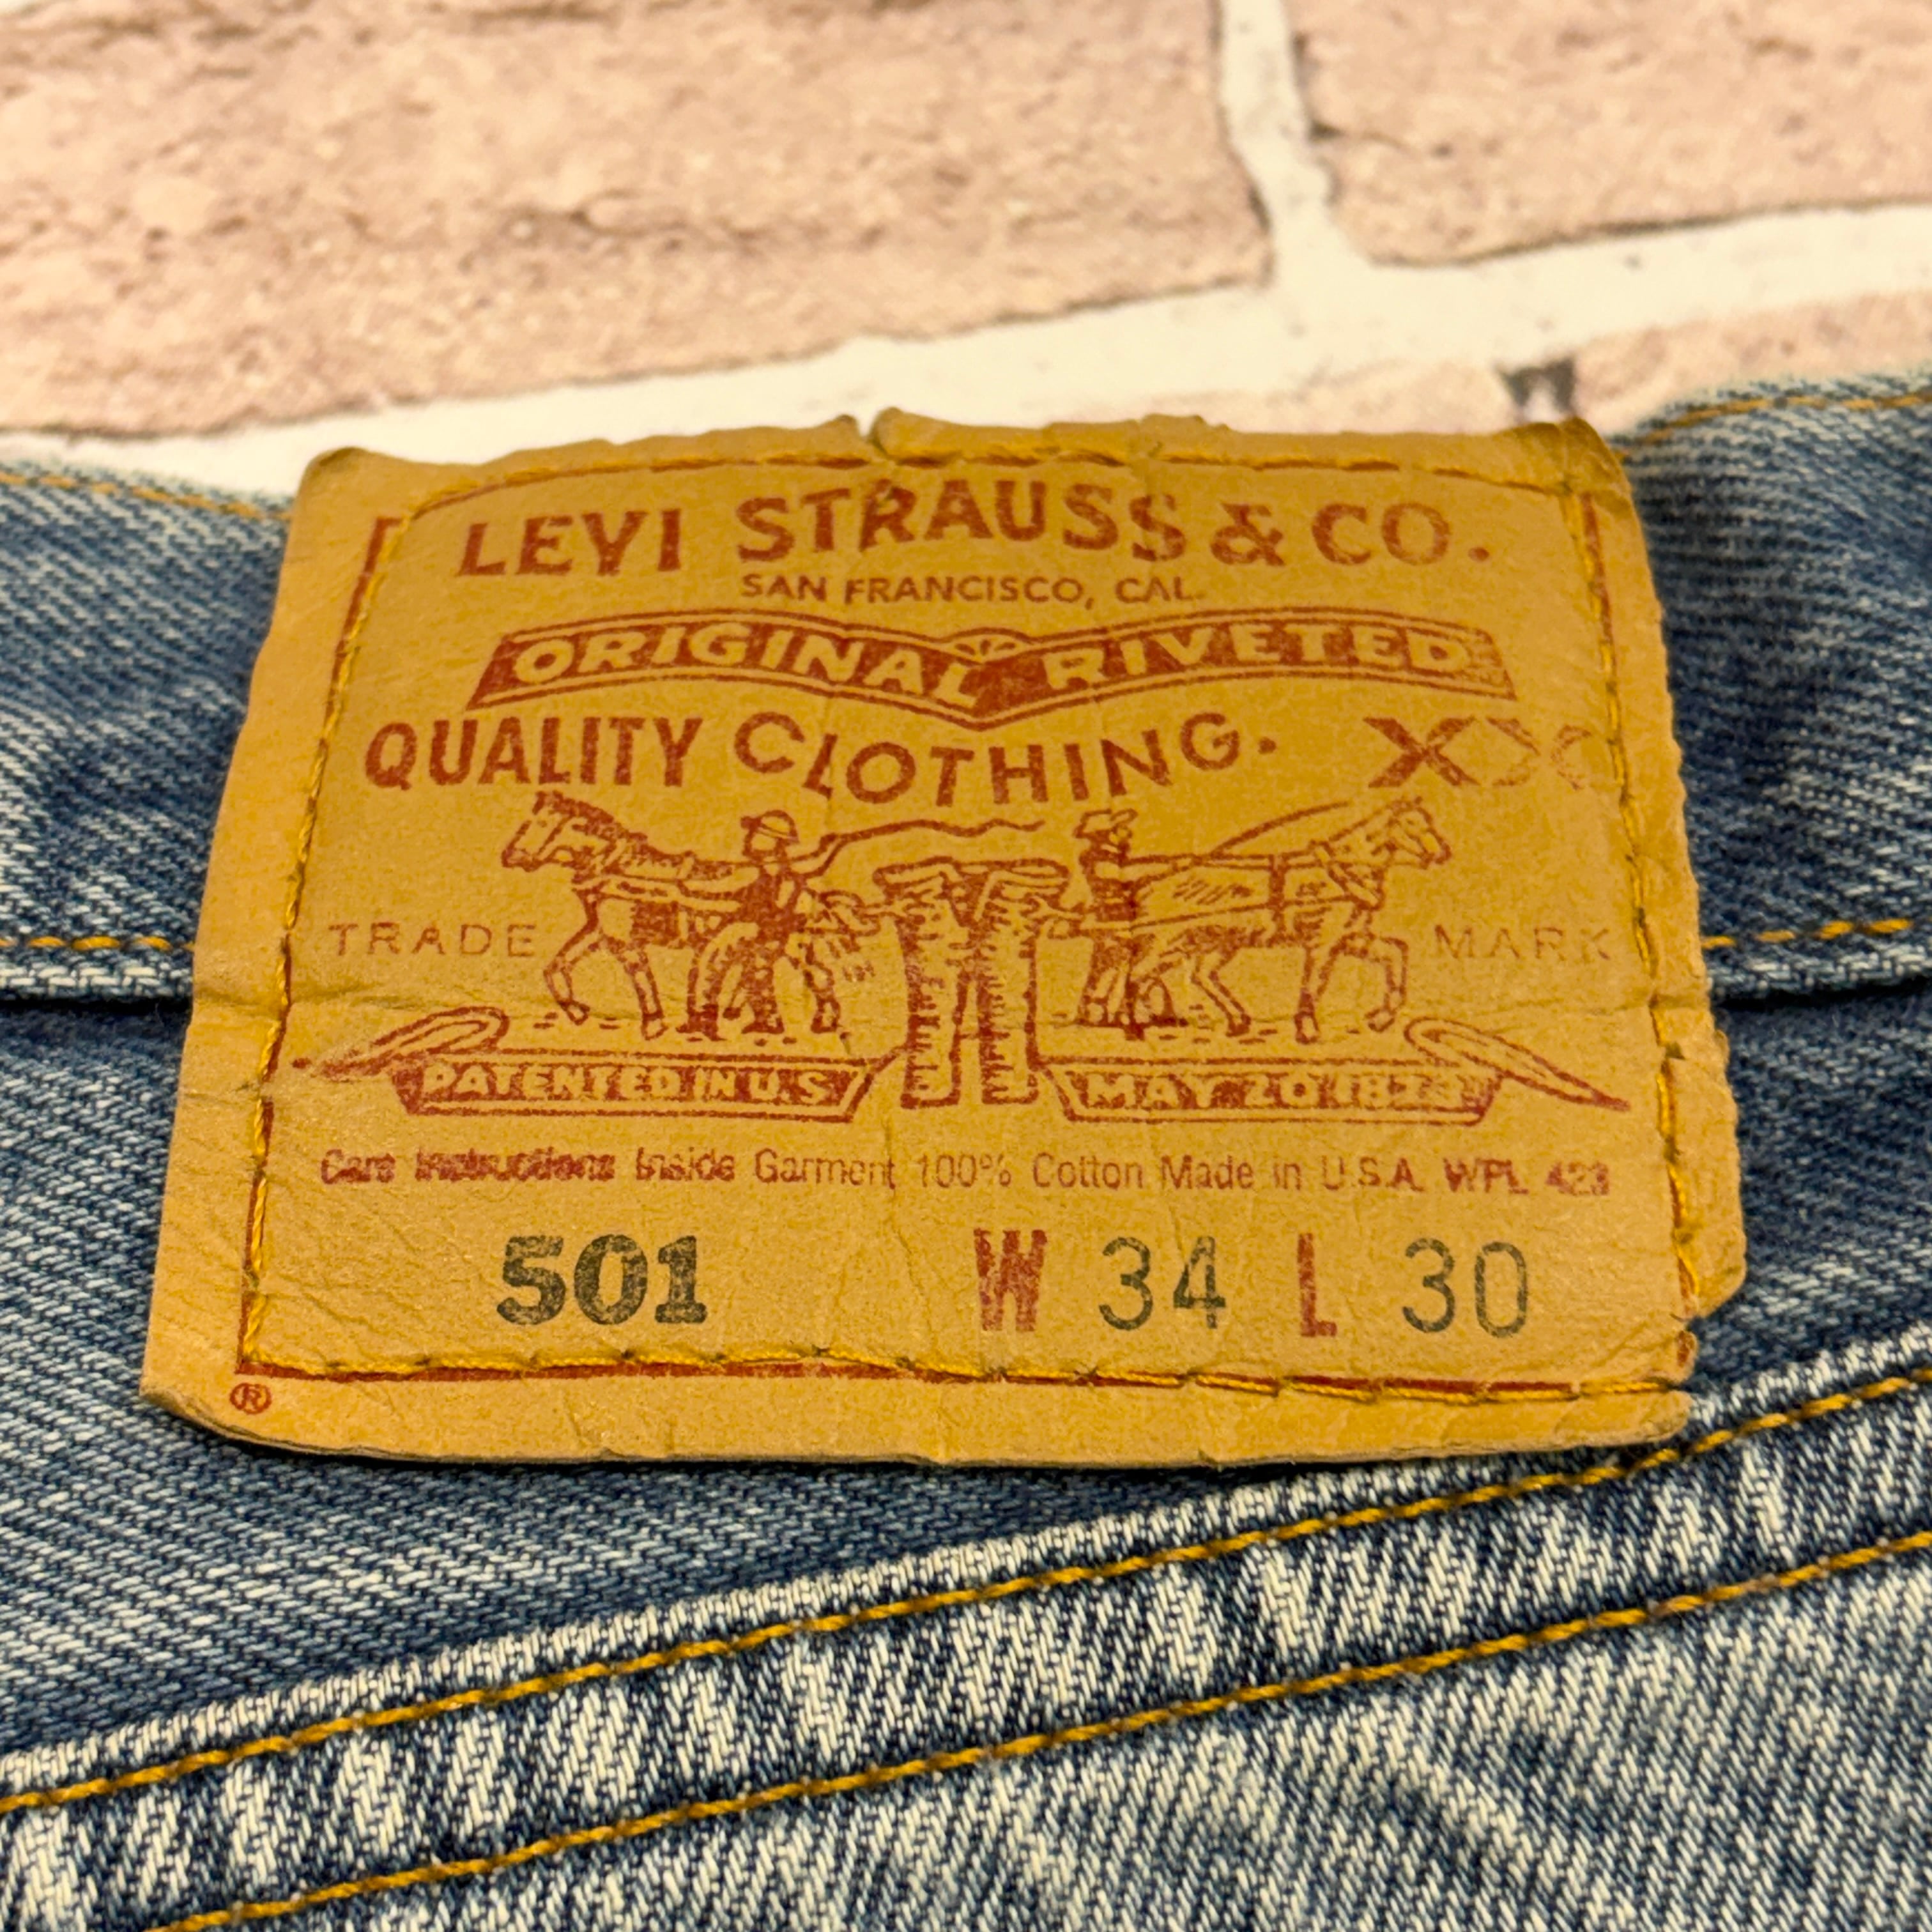 LEVI STRAUSS & CO.
SAN FRANCISCO, CAL.
ORIGINAL RIVETED
QUALITY CLOTHING. XX
TRADE MARK
PATENTED IN U.S. MAY 20 1873
Care Instructions Inside Garment 100% Cotton Made in U.S.A. WPL 423
501 W 34 L 30
®